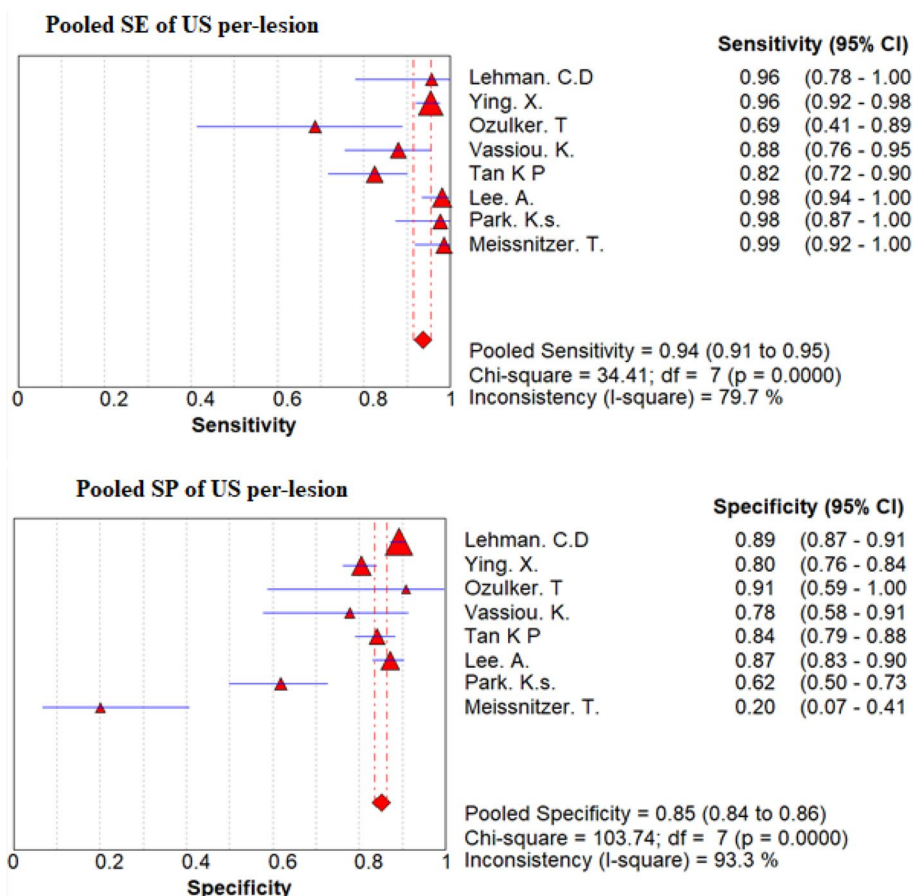 Pooled SE of US per-lesion
Sensitivity (95% CI)
Lehman. C.D 0.96 (0.78 - 1.00
Ying. X. 0.96 (0.92 - 0.98
Ozulker. T 0.69 (0.41 - 0.89
Vassiou. K. 0.88 (0.76 - 0.95
Tan K P 0.82 (0.72 - 0.90
Lee. A. 0.98 (0.94 - 1.00
Park. K.s. 0.98 (0.87 - 1.00
Meissnitzer. T. 0.99 (0.92 - 1.00
Pooled Sensitivity = 0.94 (0.91 to 0.95)
Chi-square = 34.41; df = 7 (p = 0.0000)
Inconsistency (I-square) = 79.7 %
0 0.2 0.4 0.6 0.8 1
Sensitivity
Pooled SP of US per-lesion
Specificity (95% CI)
Lehman. C.D 0.89 (0.87 - 0.91
Ying. X. 0.80 (0.76 - 0.84
Ozulker. T 0.91 (0.59 - 1.00
Vassiou. K. 0.78 (0.58 - 0.91
Tan K P 0.84 (0.79 - 0.88
Lee. A. 0.87 (0.83 - 0.90
Park. K.s. 0.62 (0.50 - 0.73
Meissnitzer. T. 0.20 (0.07 - 0.41
Pooled Specificity = 0.85 (0.84 to 0.86)
Chi-square = 103.74; df = 7 (p = 0.0000)
Inconsistency (I-square) = 93.3 %
0 0.2 0.4 0.6 0.8 1
Specificity